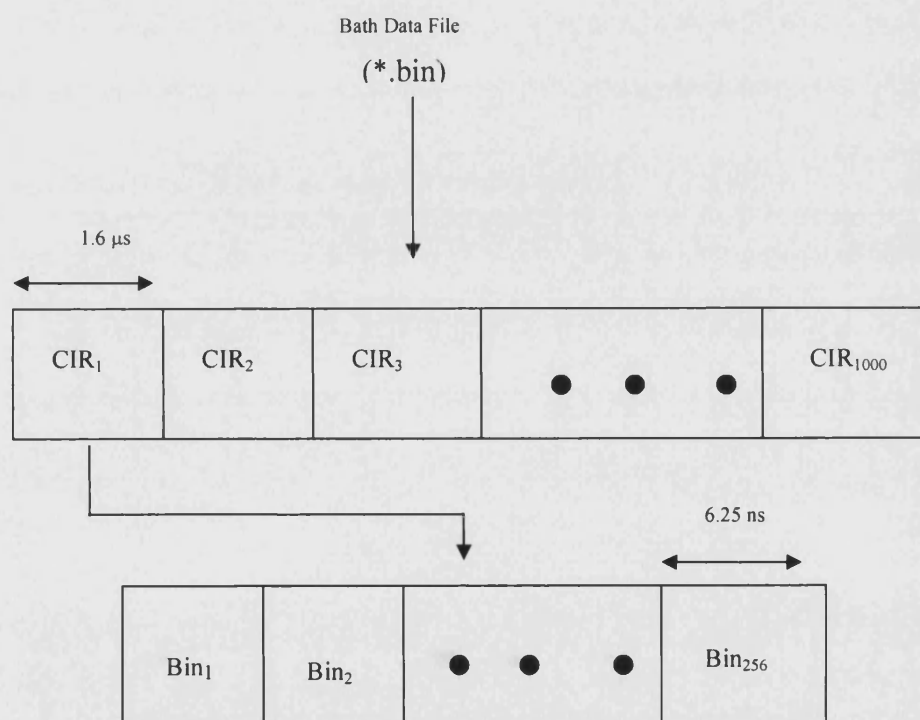 Bath Data File
(*.bin)
1.6 μs
CIR₁ CIR₂ CIR₃ CIR₁₀₀₀
6.25 ns
Bin₁ Bin₂ Bin₂₅₆